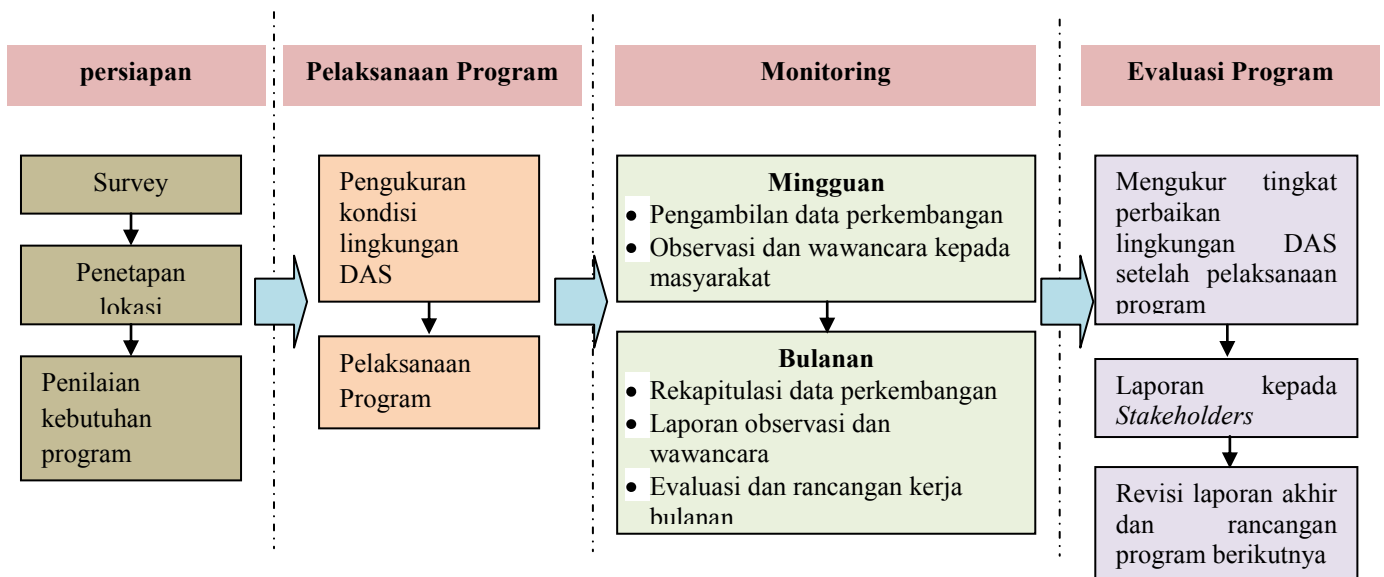 persiapan
Pelaksanaan Program
Monitoring
Evaluasi Program
Survey
Penetapan
lokasi
Penilaian
kebutuhan
program
Pengukuran
kondisi
lingkungan
DAS
Pelaksanaan
Program
Mingguan
• Pengambilan data perkembangan
• Observasi dan wawancara kepada
masyarakat
Bulanan
• Rekapitulasi data perkembangan
• Laporan observasi dan
wawancara
• Evaluasi dan rancangan kerja
bulanan
Mengukur tingkat
perbaikan
lingkungan DAS
setelah pelaksanaan
program
Laporan kepada
Stakeholders
Revisi laporan akhir
dan rancangan
program berikutnya